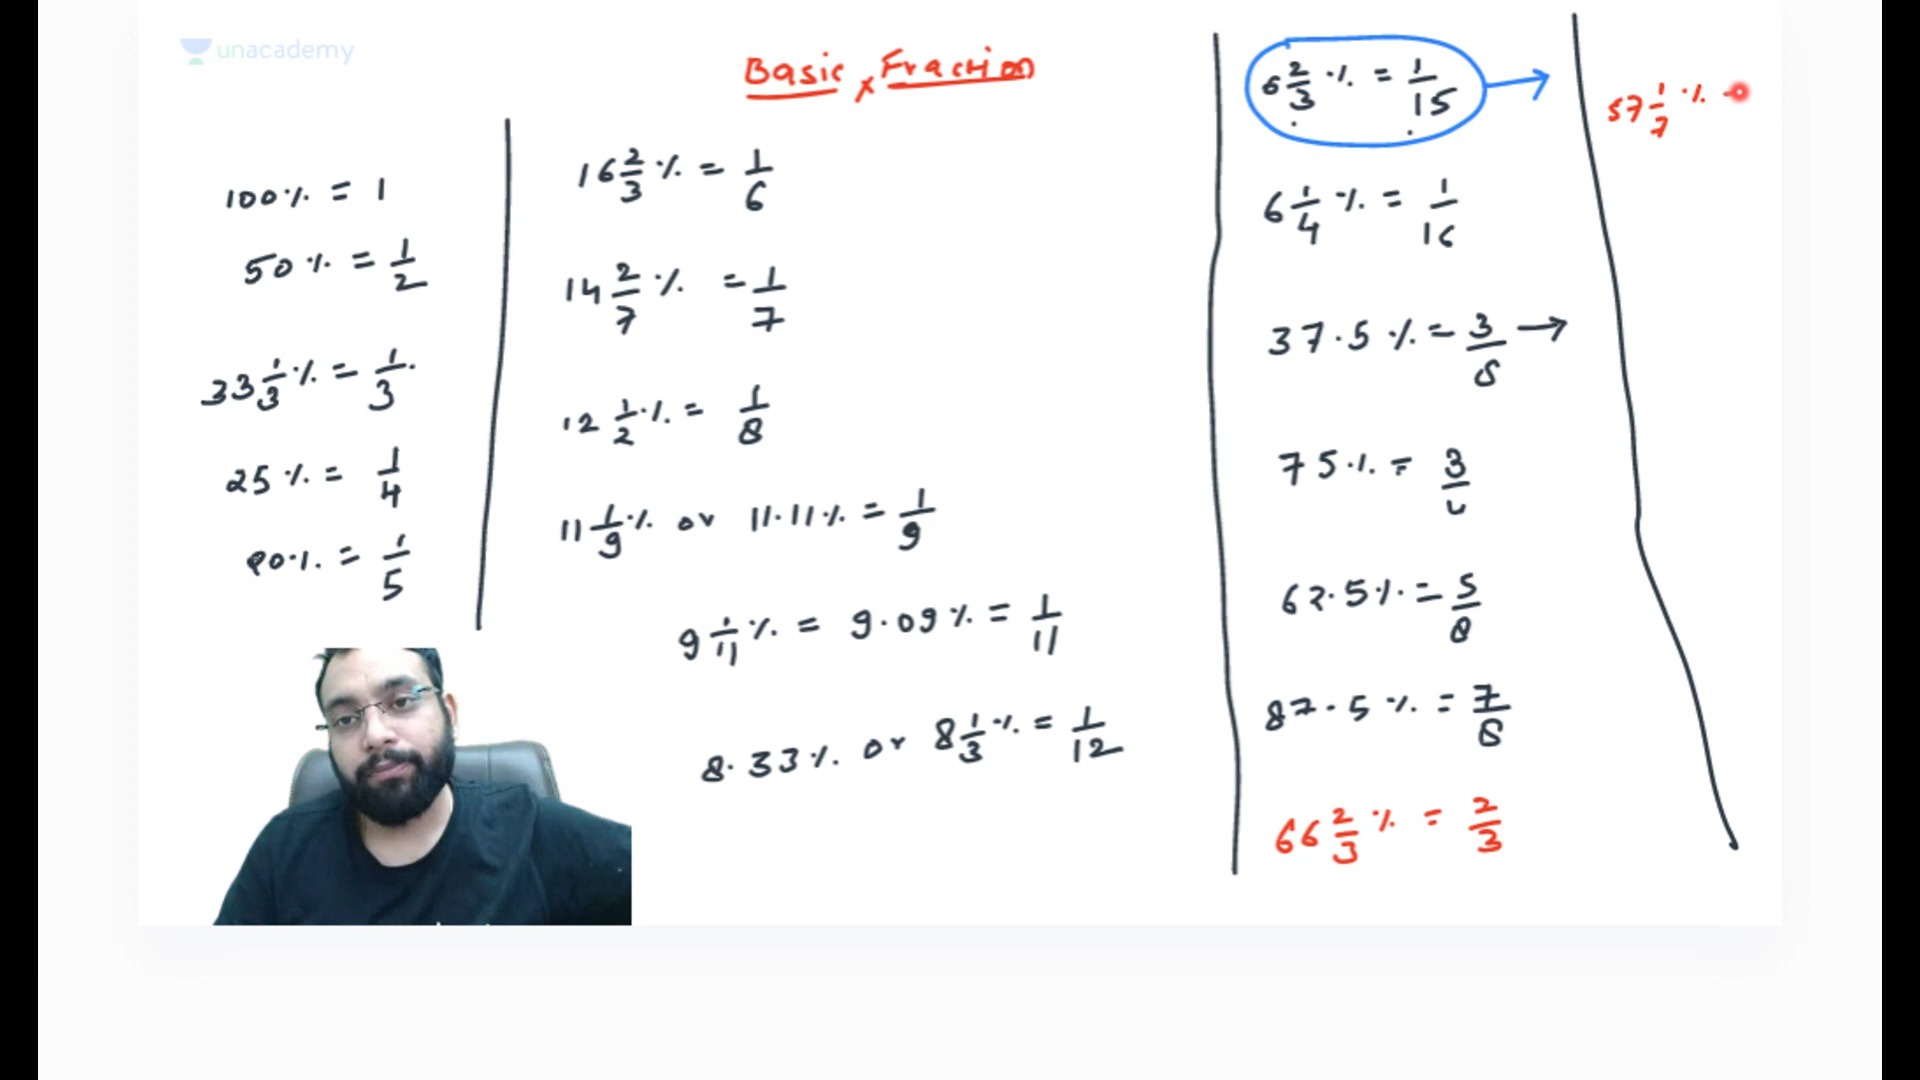 unacademy
Basic Fraction
100% = 1
50% = 1/2
33 1/3% = 1/3
25% = 1/4
20% = 1/5
16 2/3% = 1/6
14 2/7% = 1/7
12 1/2% = 1/8
11 1/9% or 11.11% = 1/9
9 1/11% = 9.09% = 1/11
8.33% or 8 1/3% = 1/12
6 2/3% = 1/15 →
6 1/4% = 1/16
37.5% = 3/8 →
75% = 3/4
62.5% = 5/8
87.5% = 7/8
66 2/3% = 2/3
57 1/7%